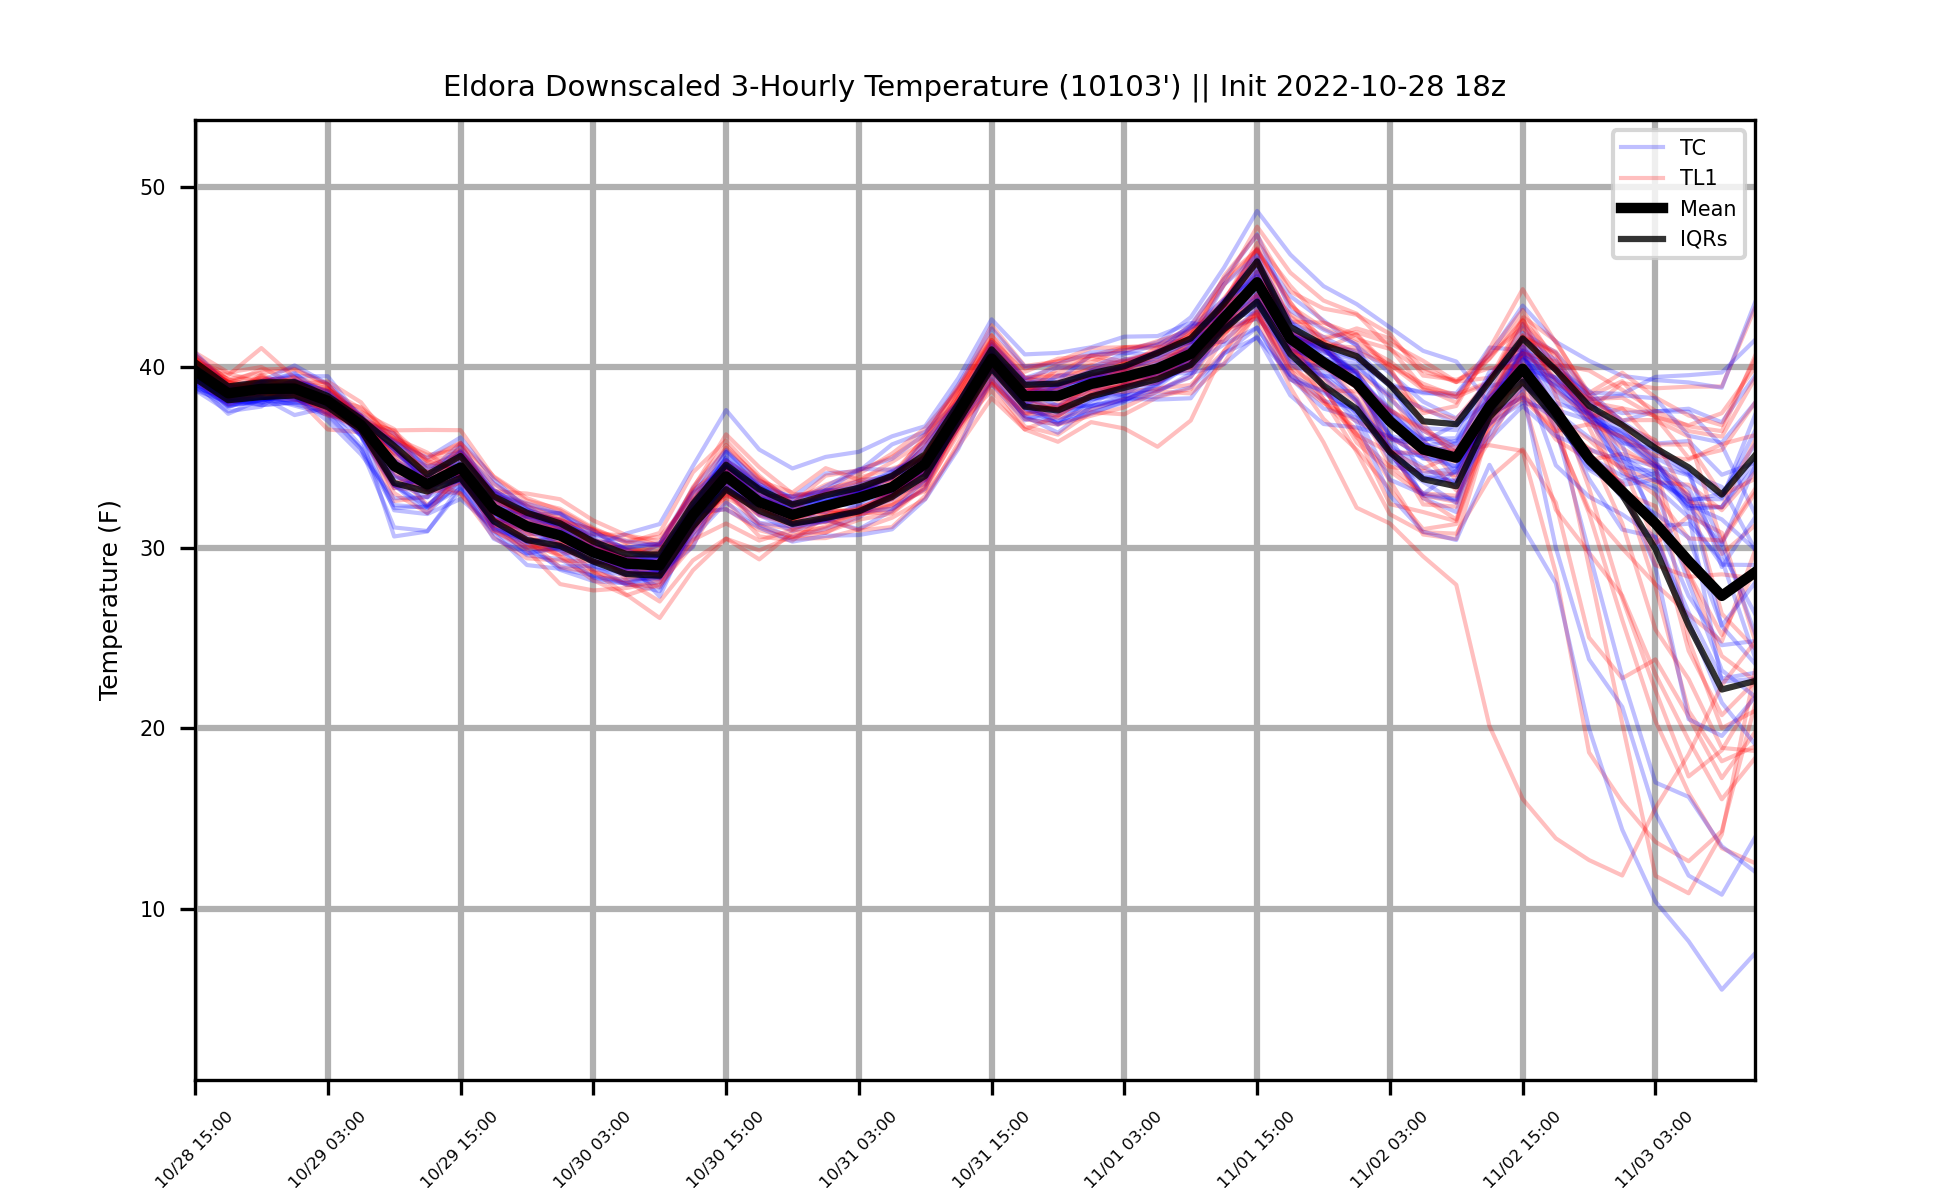 Eldora Downscaled 3-Hourly Temperature (10103') || Init 2022-10-28 18z
TC
TL1
Mean
IQRs
Temperature (F)
50
40
30
20
10
10/28 15:00
10/29 03:00
10/29 15:00
10/30 03:00
10/30 15:00
10/31 03:00
10/31 15:00
11/01 03:00
11/01 15:00
11/02 03:00
11/02 15:00
11/03 03:00